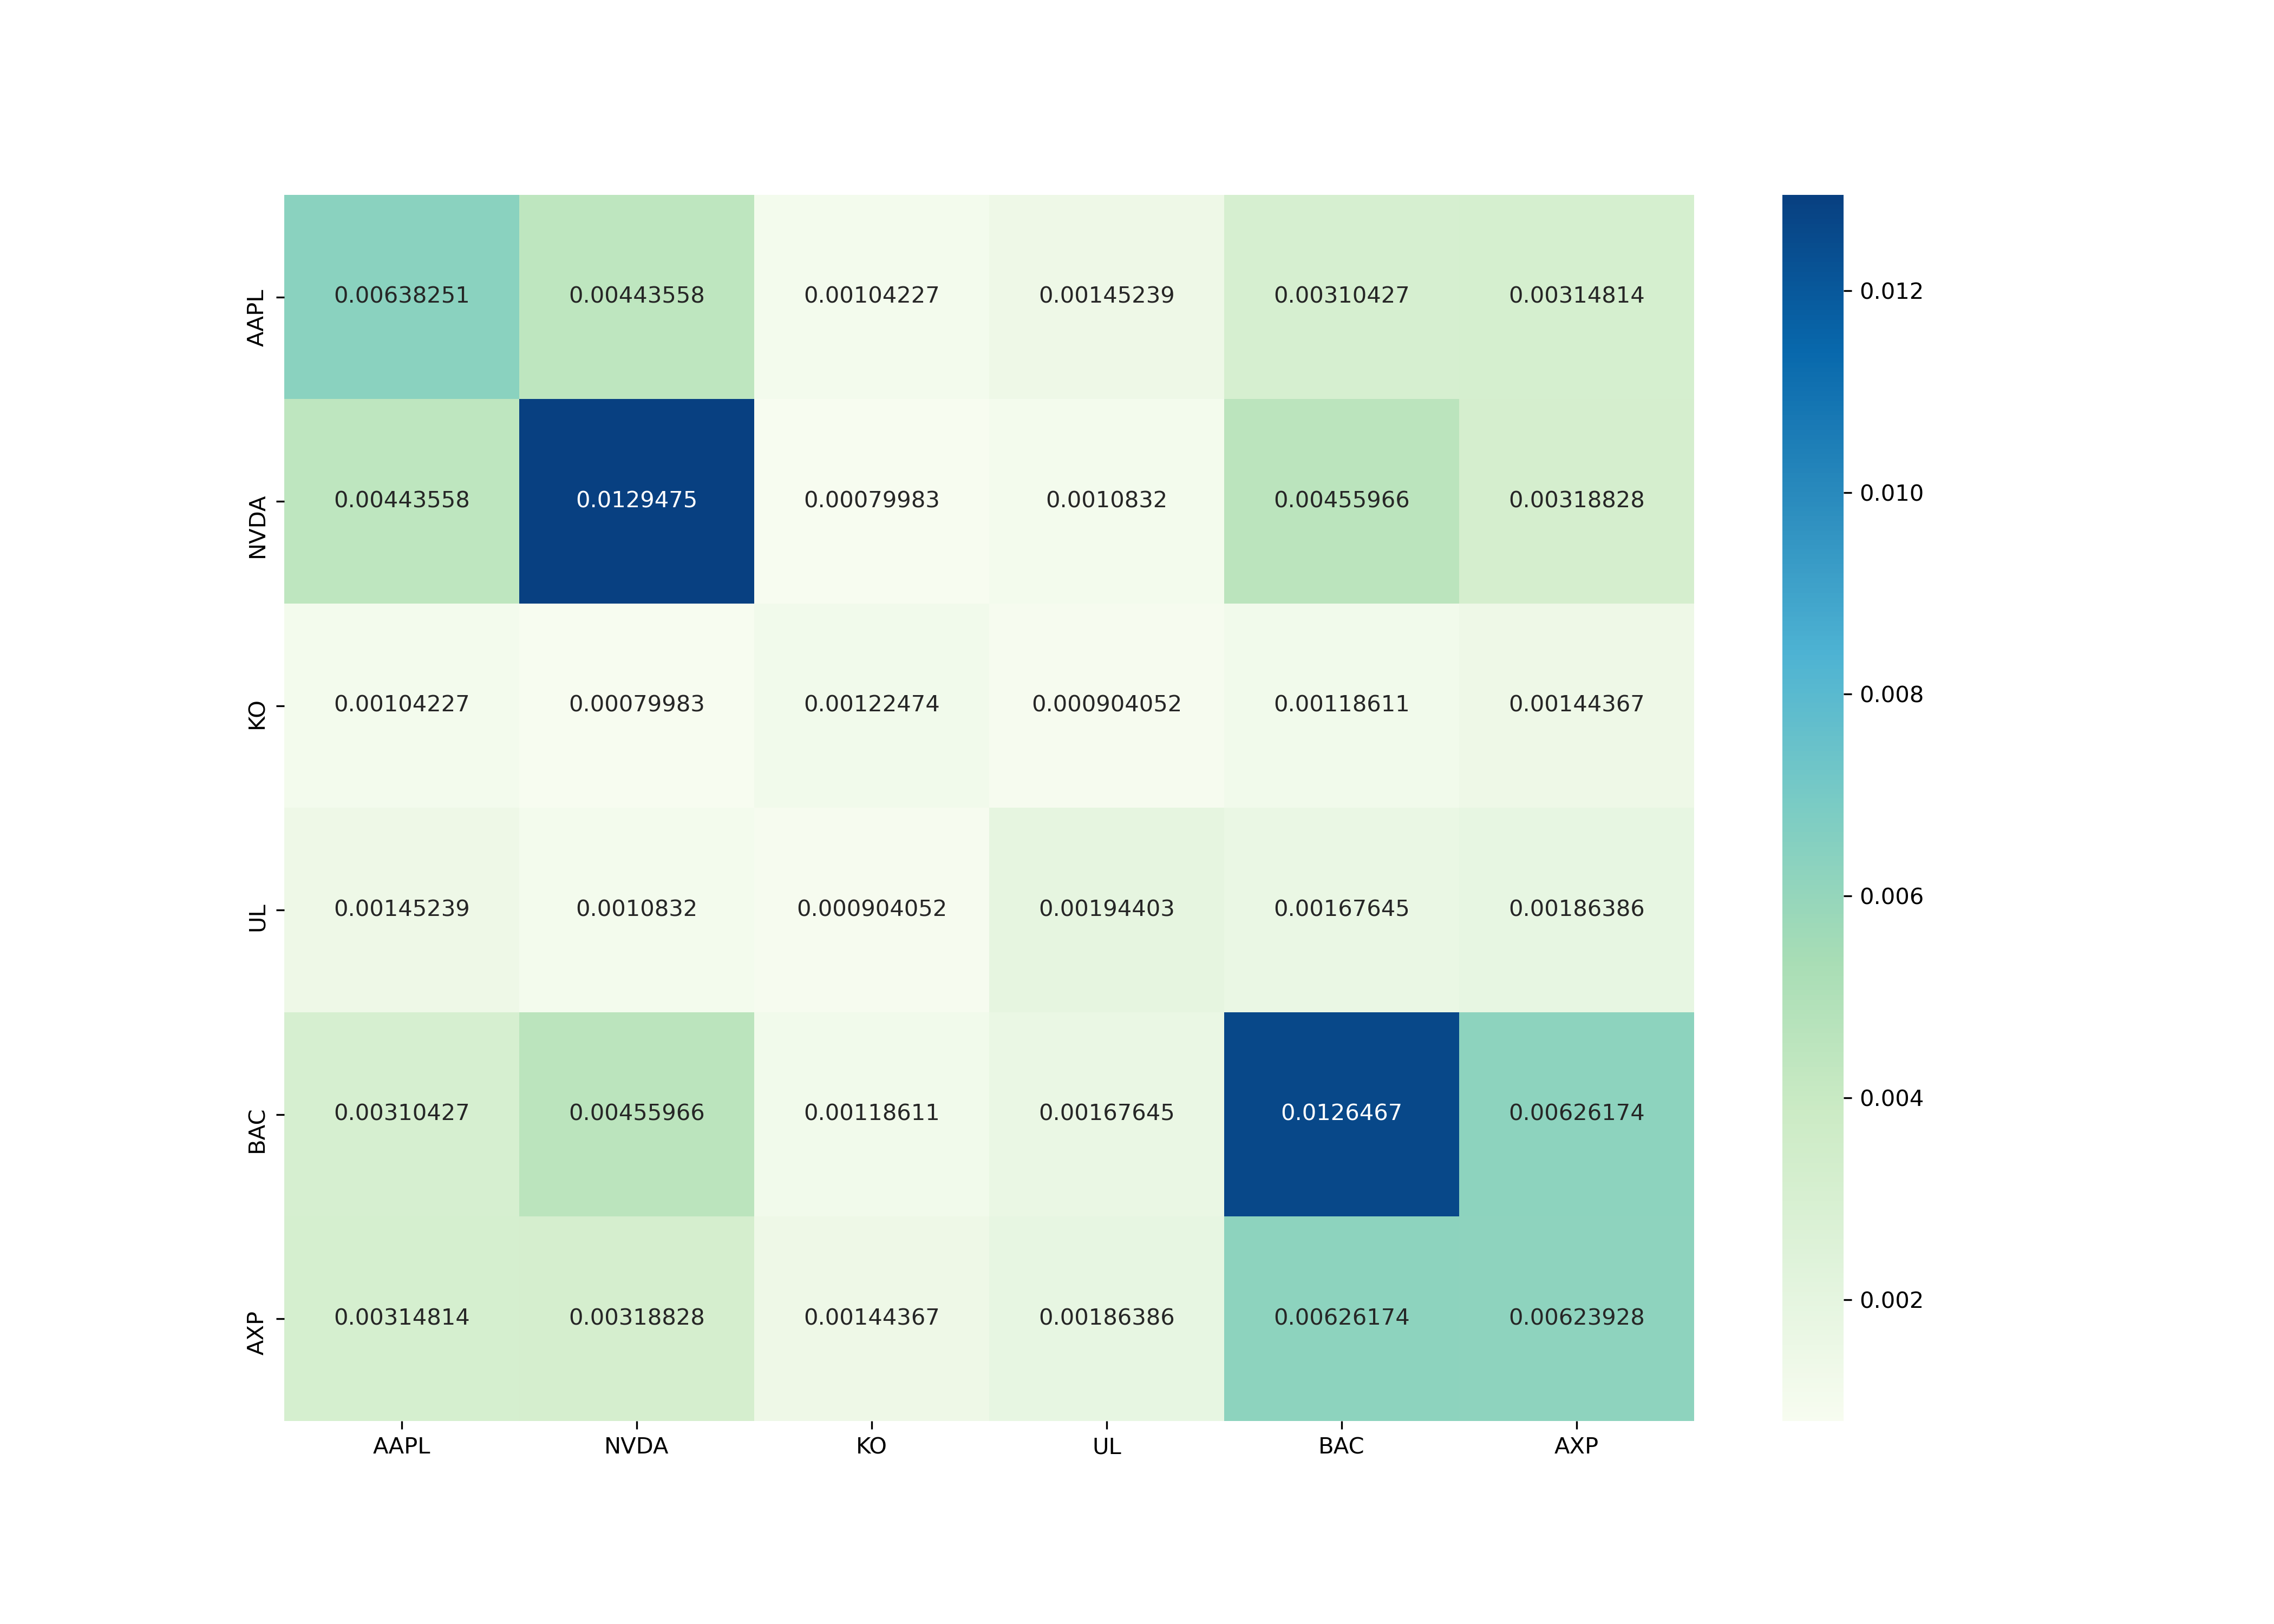 AAPL 0.00638251 0.00443558 0.00104227 0.00145239 0.00310427 0.00314814
NVDA 0.00443558 0.0129475 0.00079983 0.0010832 0.00455966 0.00318828
KO 0.00104227 0.00079983 0.00122474 0.000904052 0.00118611 0.00144367
UL 0.00145239 0.0010832 0.000904052 0.00194403 0.00167645 0.00186386
BAC 0.00310427 0.00455966 0.00118611 0.00167645 0.0126467 0.00626174
AXP 0.00314814 0.00318828 0.00144367 0.00186386 0.00626174 0.00623928
AAPL NVDA KO UL BAC AXP
0.012
0.010
0.008
0.006
0.004
0.002